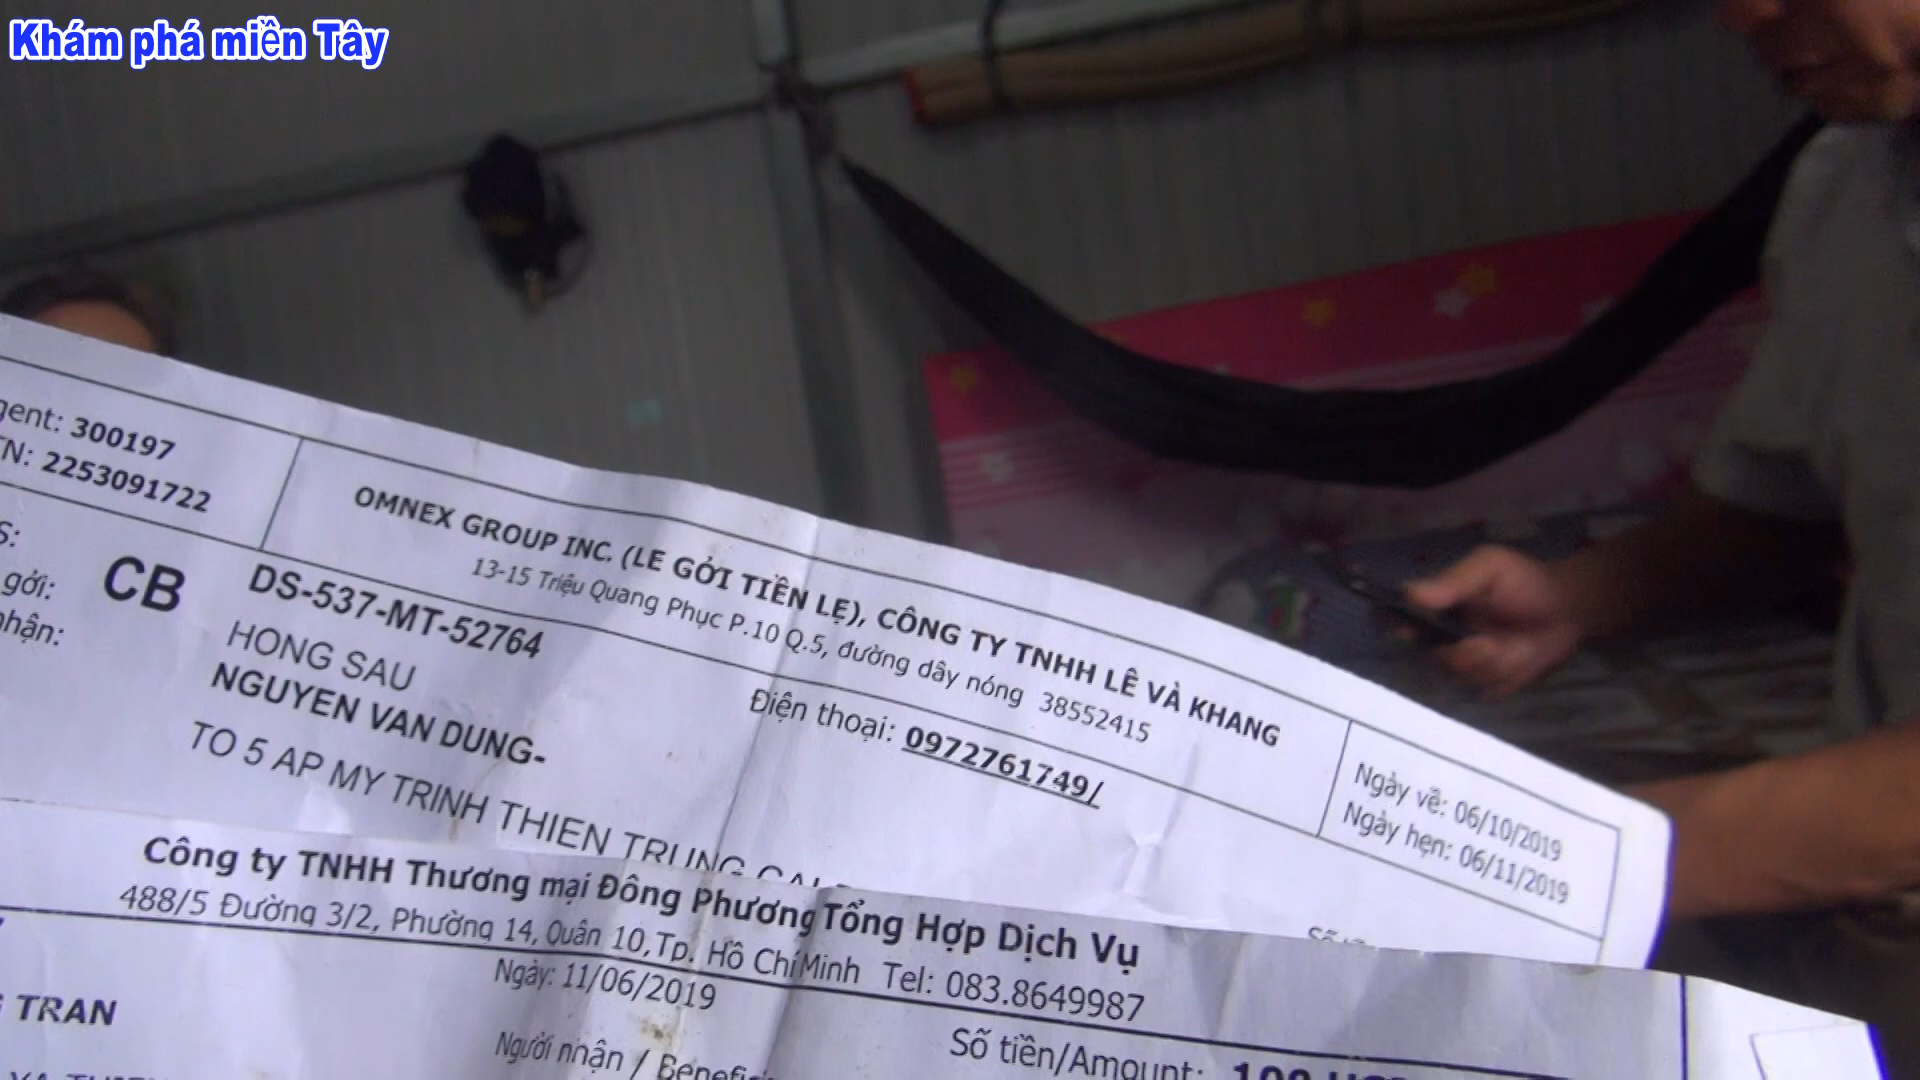 Khám phá miền Tây
gent: 300197
TN: 2253091722
OMNEX GROUP INC. (LE GỞI TIỀN LẸ), CÔNG TY TNHH LÊ VÀ KHANG
13-15 Triệu Quang Phục P.10 Q.5, đường dây nóng 38552415
Ngày về: 06/10/2019
Ngày hẹn: 06/11/2019
S:
CB DS-537-MT-52764
gởi: HONG SAU
nhận: NGUYEN VAN DUNG-
Điện thoại: 0972761749/
TO 5 AP MY TRINH THIEN TRUNG CAI
Công ty TNHH Thương mại Đông Phương Tổng Hợp Dịch Vụ
488/5 Đường 3/2, Phường 14, Quận 10,Tp. Hồ ChíMinh Tel: 083.8649987
Ngày: 11/06/2019
TRAN
Người nhận /
Số tiền/Amount: